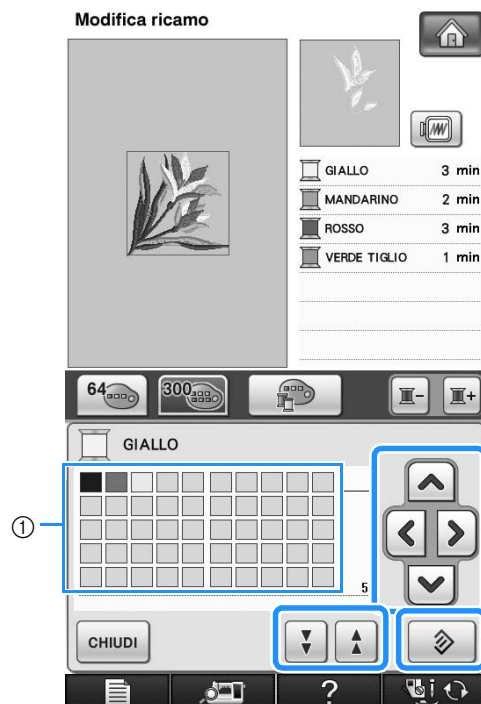 Modifica ricamo
GIALLO 3 min
MANDARINO 2 min
ROSSO 3 min
VERDE TIGLIO 1 min
64 300
- +
GIALLO
①
5
CHIUDI
?